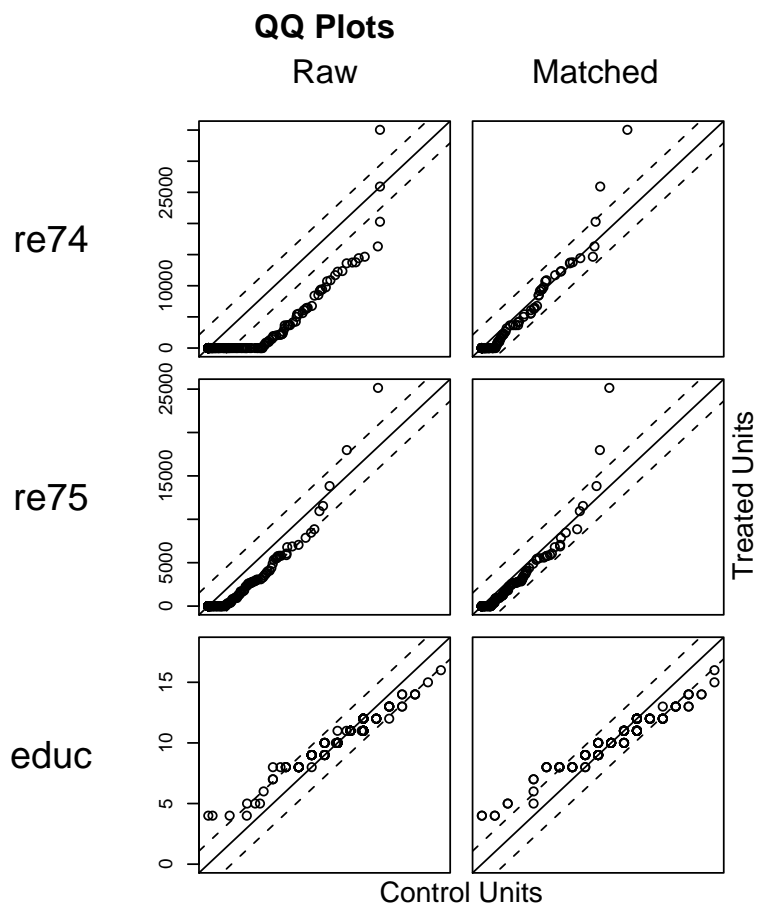 QQ Plots
Raw Matched
re74
0 10000 25000
re75
0 5000 15000 25000
educ
0 5 10 15
Treated Units
Control Units